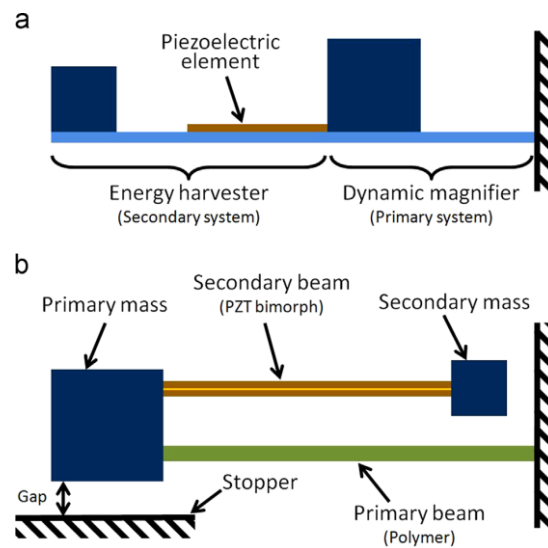 a
Piezoelectric
element
Energy harvester
(Secondary system)
Dynamic magnifier
(Primary system)
b
Primary mass
Secondary beam
(PZT bimorph)
Secondary mass
Gap
Stopper
Primary beam
(Polymer)